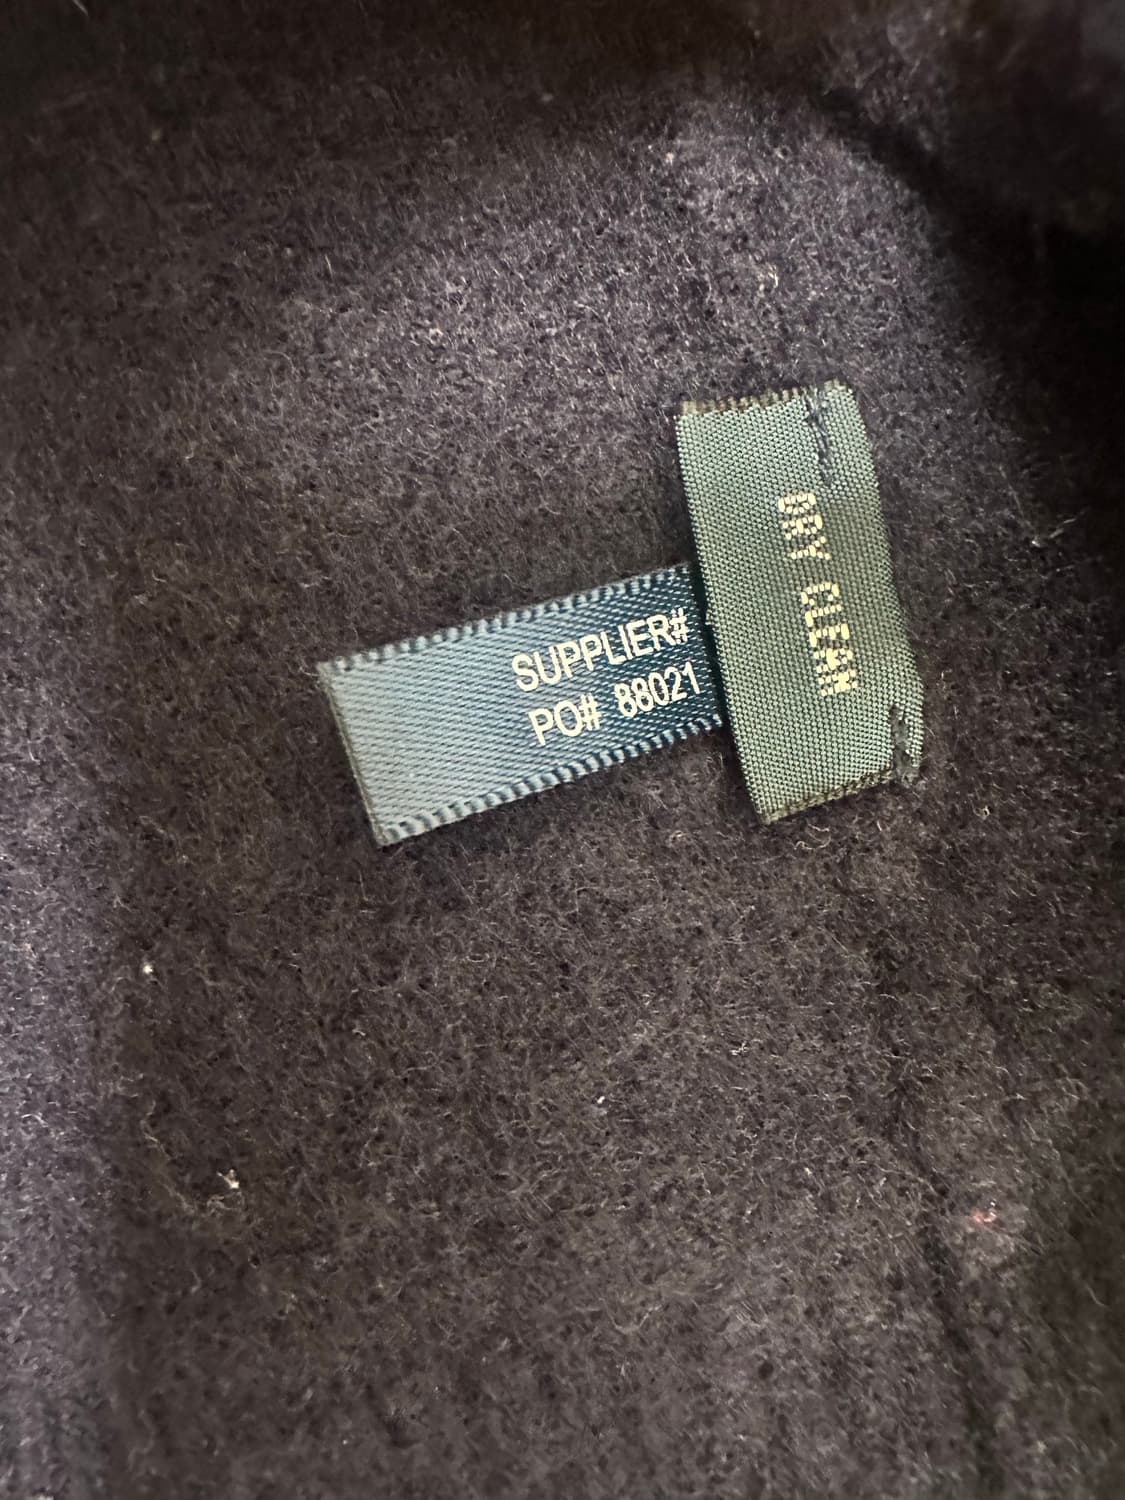 SUPPLIER#
PO# 88021
DRY CLEAN